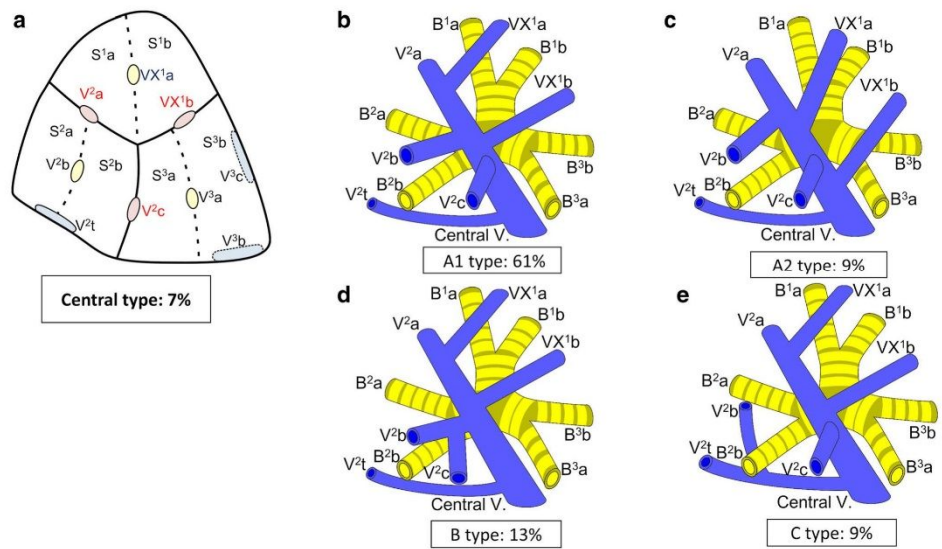 a
S¹a
S¹b
VX¹a
V²a
VX¹b
S²a
S³b
V²b
S²b
S³a
V³c
V³a
V²c
V²t
V³b
Central type: 7%
b
B¹a
VX¹a
V²a
B¹b
VX¹b
B²a
V²b
B³b
V²t
B²b
V²c
B³a
Central V.
A1 type: 61%
c
B¹a
VX¹a
V²a
B¹b
VX¹b
B²a
V²b
B³b
V²t
B²b
V²c
B³a
Central V.
A2 type: 9%
d
B¹a
VX¹a
V²a
B¹b
VX¹b
B²a
V²b
B³b
V²t
B²b
V²c
B³a
Central V.
B type: 13%
e
B¹a
VX¹a
V²a
B¹b
VX¹b
B²a
V²b
B³b
V²t
B²b
V²c
B³a
Central V.
C type: 9%